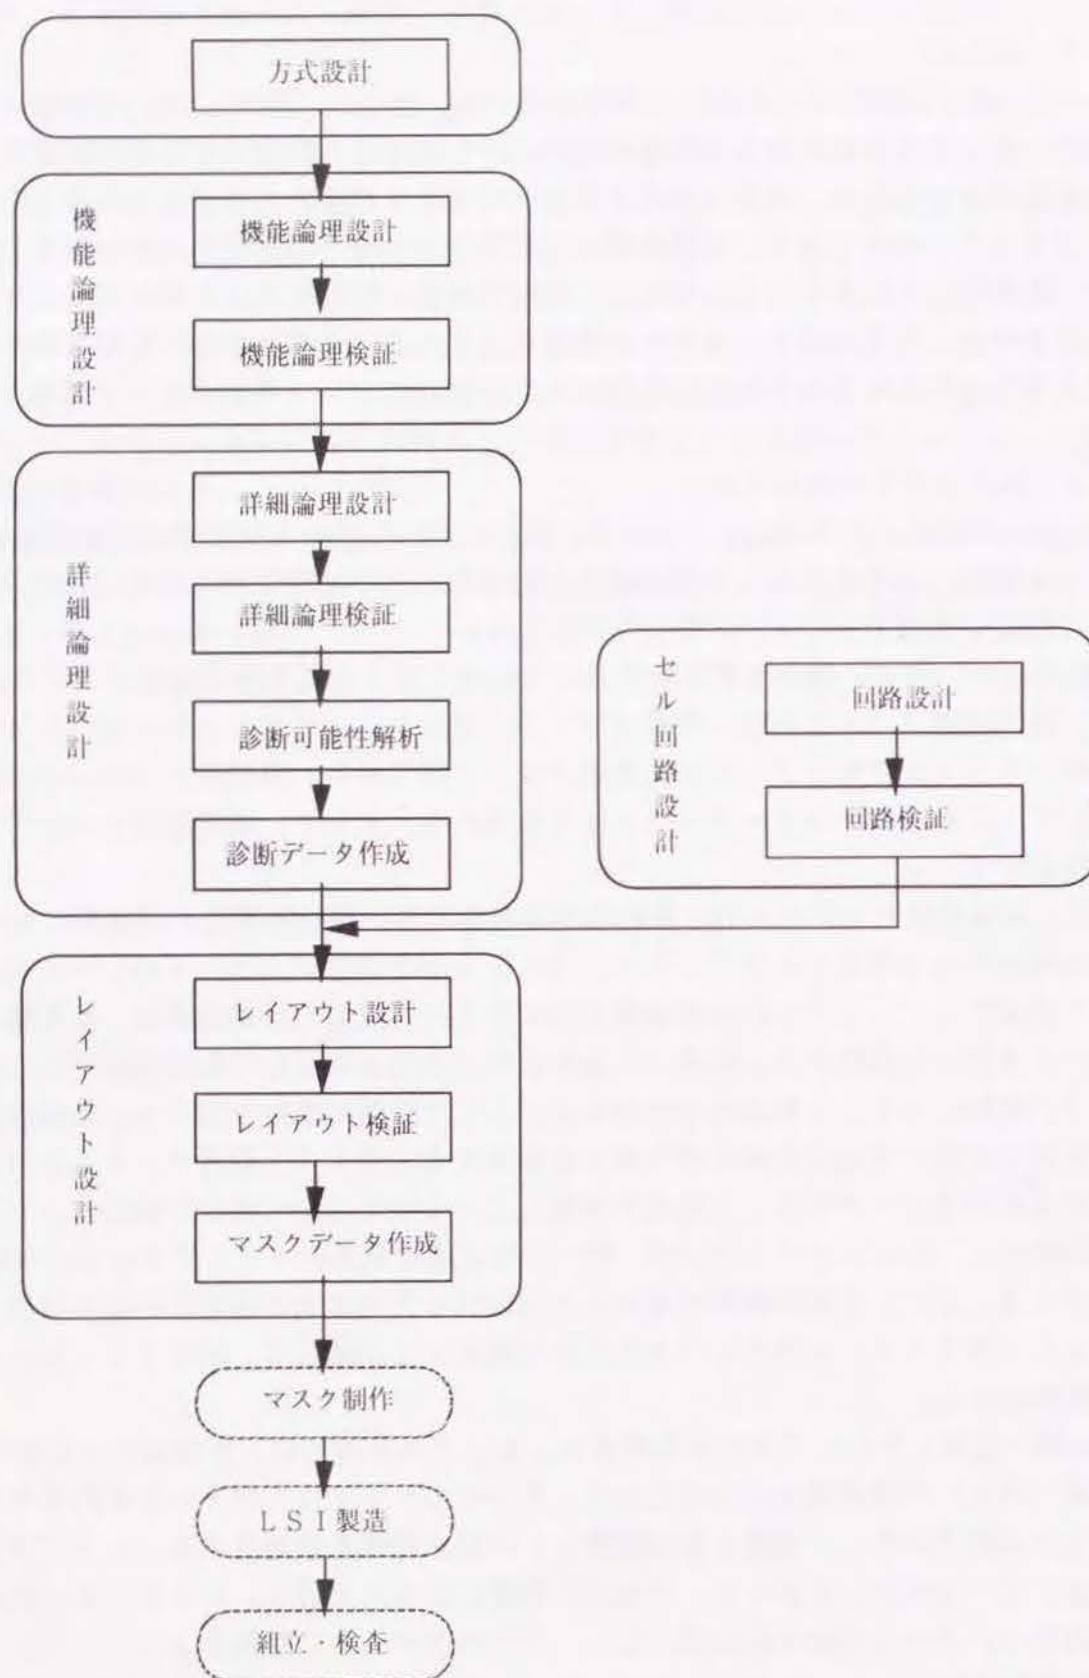 方式設計
機能論理設計
機能論理設計
機能論理検証
詳細論理設計
詳細論理設計
詳細論理検証
診断可能性解析
診断データ作成
セル回路設計
回路設計
回路検証
レイアウト設計
レイアウト設計
レイアウト検証
マスクデータ作成
マスク制作
LSI製造
組立・検査